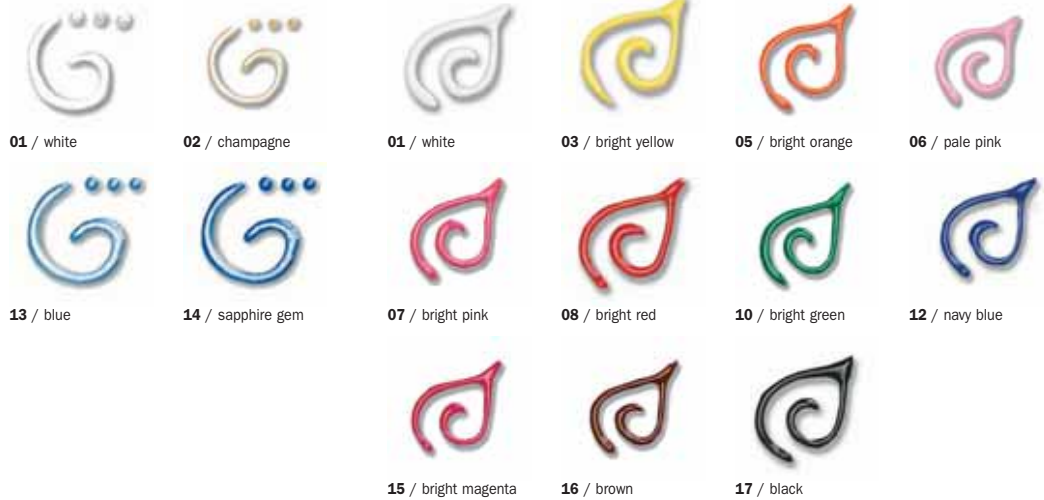 01 / white
02 / champagne
01 / white
03 / bright yellow
05 / bright orange
06 / pale pink
13 / blue
14 / sapphire gem
07 / bright pink
08 / bright red
10 / bright green
12 / navy blue
15 / bright magenta
16 / brown
17 / black